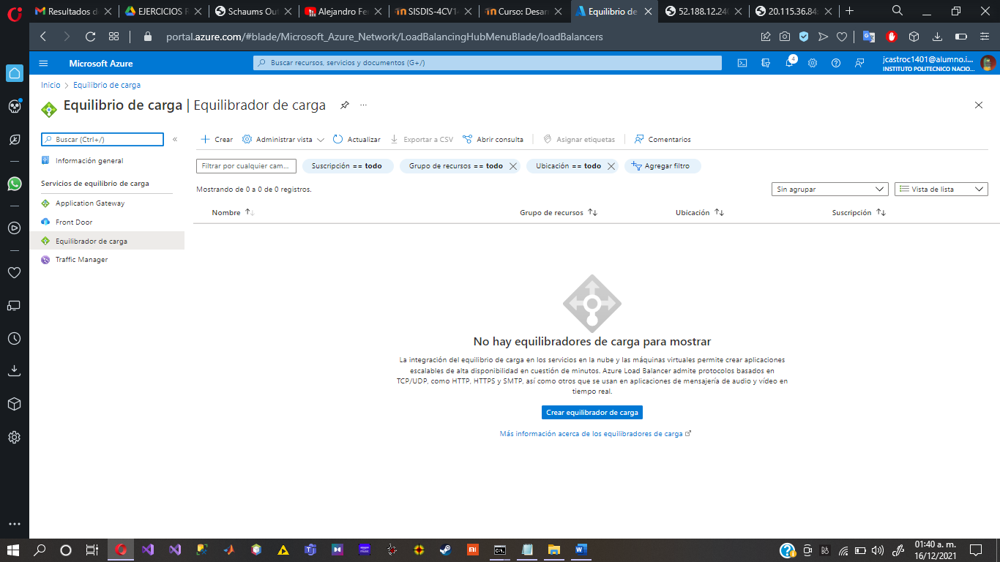 Resultados de
EJERCICIOS R
Schaums Out
Alejandro Fe
SISDIS-4CV14
Curso: Desar
Equilibrio de
52.188.12.240
20.115.36.84:
portal.azure.com/#blade/Microsoft_Azure_Network/LoadBalancingHubMenuBlade/loadBalancers
Microsoft Azure
Buscar recursos, servicios y documentos (G+/)
4
jcastroc1401@alumno.i...
INSTITUTO POLITECNICO NACIO...
Inicio > Equilibrio de carga
Equilibrio de carga | Equilibrador de carga
Buscar (Ctrl+/)
Crear
Administrar vista
Actualizar
Exportar a CSV
Abrir consulta
Asignar etiquetas
Comentarios
Información general
Servicios de equilibrio de carga
Application Gateway
Front Door
Equilibrador de carga
Traffic Manager
Filtrar por cualquier cam...
Suscripción == todo
Grupo de recursos == todo
Ubicación == todo
Agregar filtro
Mostrando de 0 a 0 de 0 registros.
Sin agrupar
Vista de lista
Nombre
Grupo de recursos
Ubicación
Suscripción
No hay equilibradores de carga para mostrar
La integración del equilibrio de carga en los servicios en la nube y las máquinas virtuales permite crear aplicaciones
escalables de alta disponibilidad en cuestión de minutos. Azure Load Balancer admite protocolos basados en
TCP/UDP, como HTTP, HTTPS y SMTP, así como otros que se usan en aplicaciones de mensajería de audio y vídeo en
tiempo real.
Crear equilibrador de carga
Más información acerca de los equilibradores de carga
01:40 a. m.
16/12/2021